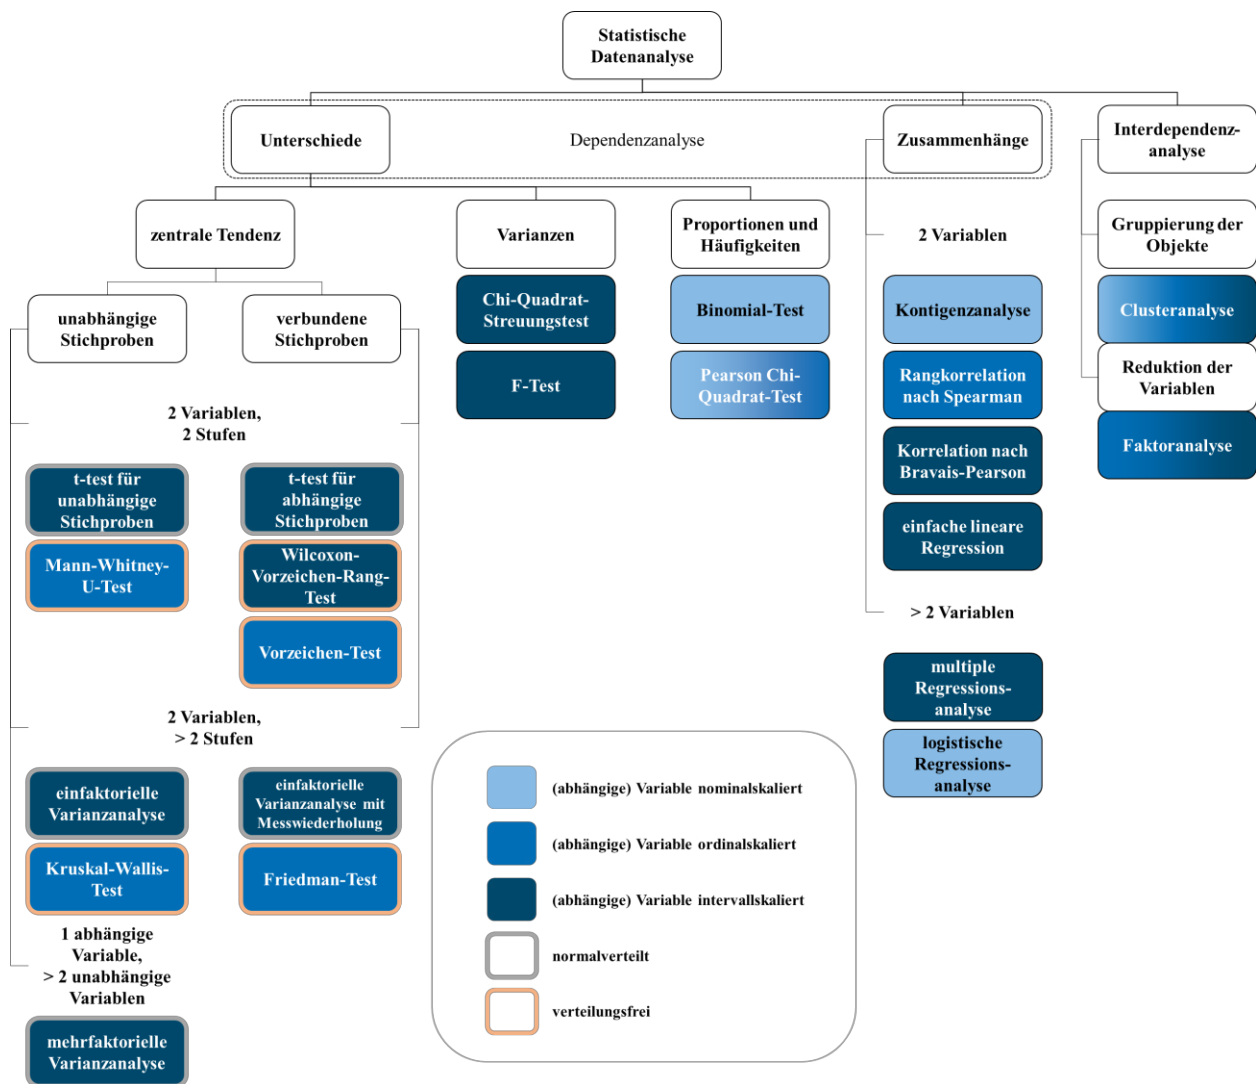 Statistische
Datenanalyse
Unterschiede
Dependenzanalyse
Zusammenhänge
Interdependenz-
analyse
zentrale Tendenz
Varianzen
Proportionen und
Häufigkeiten
2 Variablen
Gruppierung der
Objekte
unabhängige
Stichproben
verbundene
Stichproben
Chi-Quadrat-
Streuungstest
Binomial-Test
Kontigenzanalyse
Clusteranalyse
F-Test
Pearson Chi-
Quadrat-Test
Rangkorrelation
nach Spearman
Reduktion der
Variablen
2 Variablen,
2 Stufen
Korrelation nach
Bravais-Pearson
Faktoranalyse
t-test für
unabhängige
Stichproben
t-test für
abhängige
Stichproben
einfache lineare
Regression
Mann-Whitney-
U-Test
Wilcoxon-
Vorzeichen-Rang-
Test
> 2 Variablen
Vorzeichen-Test
multiple
Regressions-
analyse
2 Variablen,
> 2 Stufen
logistische
Regressions-
analyse
einfaktorielle
Varianzanalyse
einfaktorielle
Varianzanalyse mit
Messwiederholung
Kruskal-Wallis-
Test
Friedman-Test
1 abhängige
Variable,
> 2 unabhängige
Variablen
mehrfaktorielle
Varianzanalyse
(abhängige) Variable nominalskaliert
(abhängige) Variable ordinalskaliert
(abhängige) Variable intervallskaliert
normalverteilt
verteilungsfrei